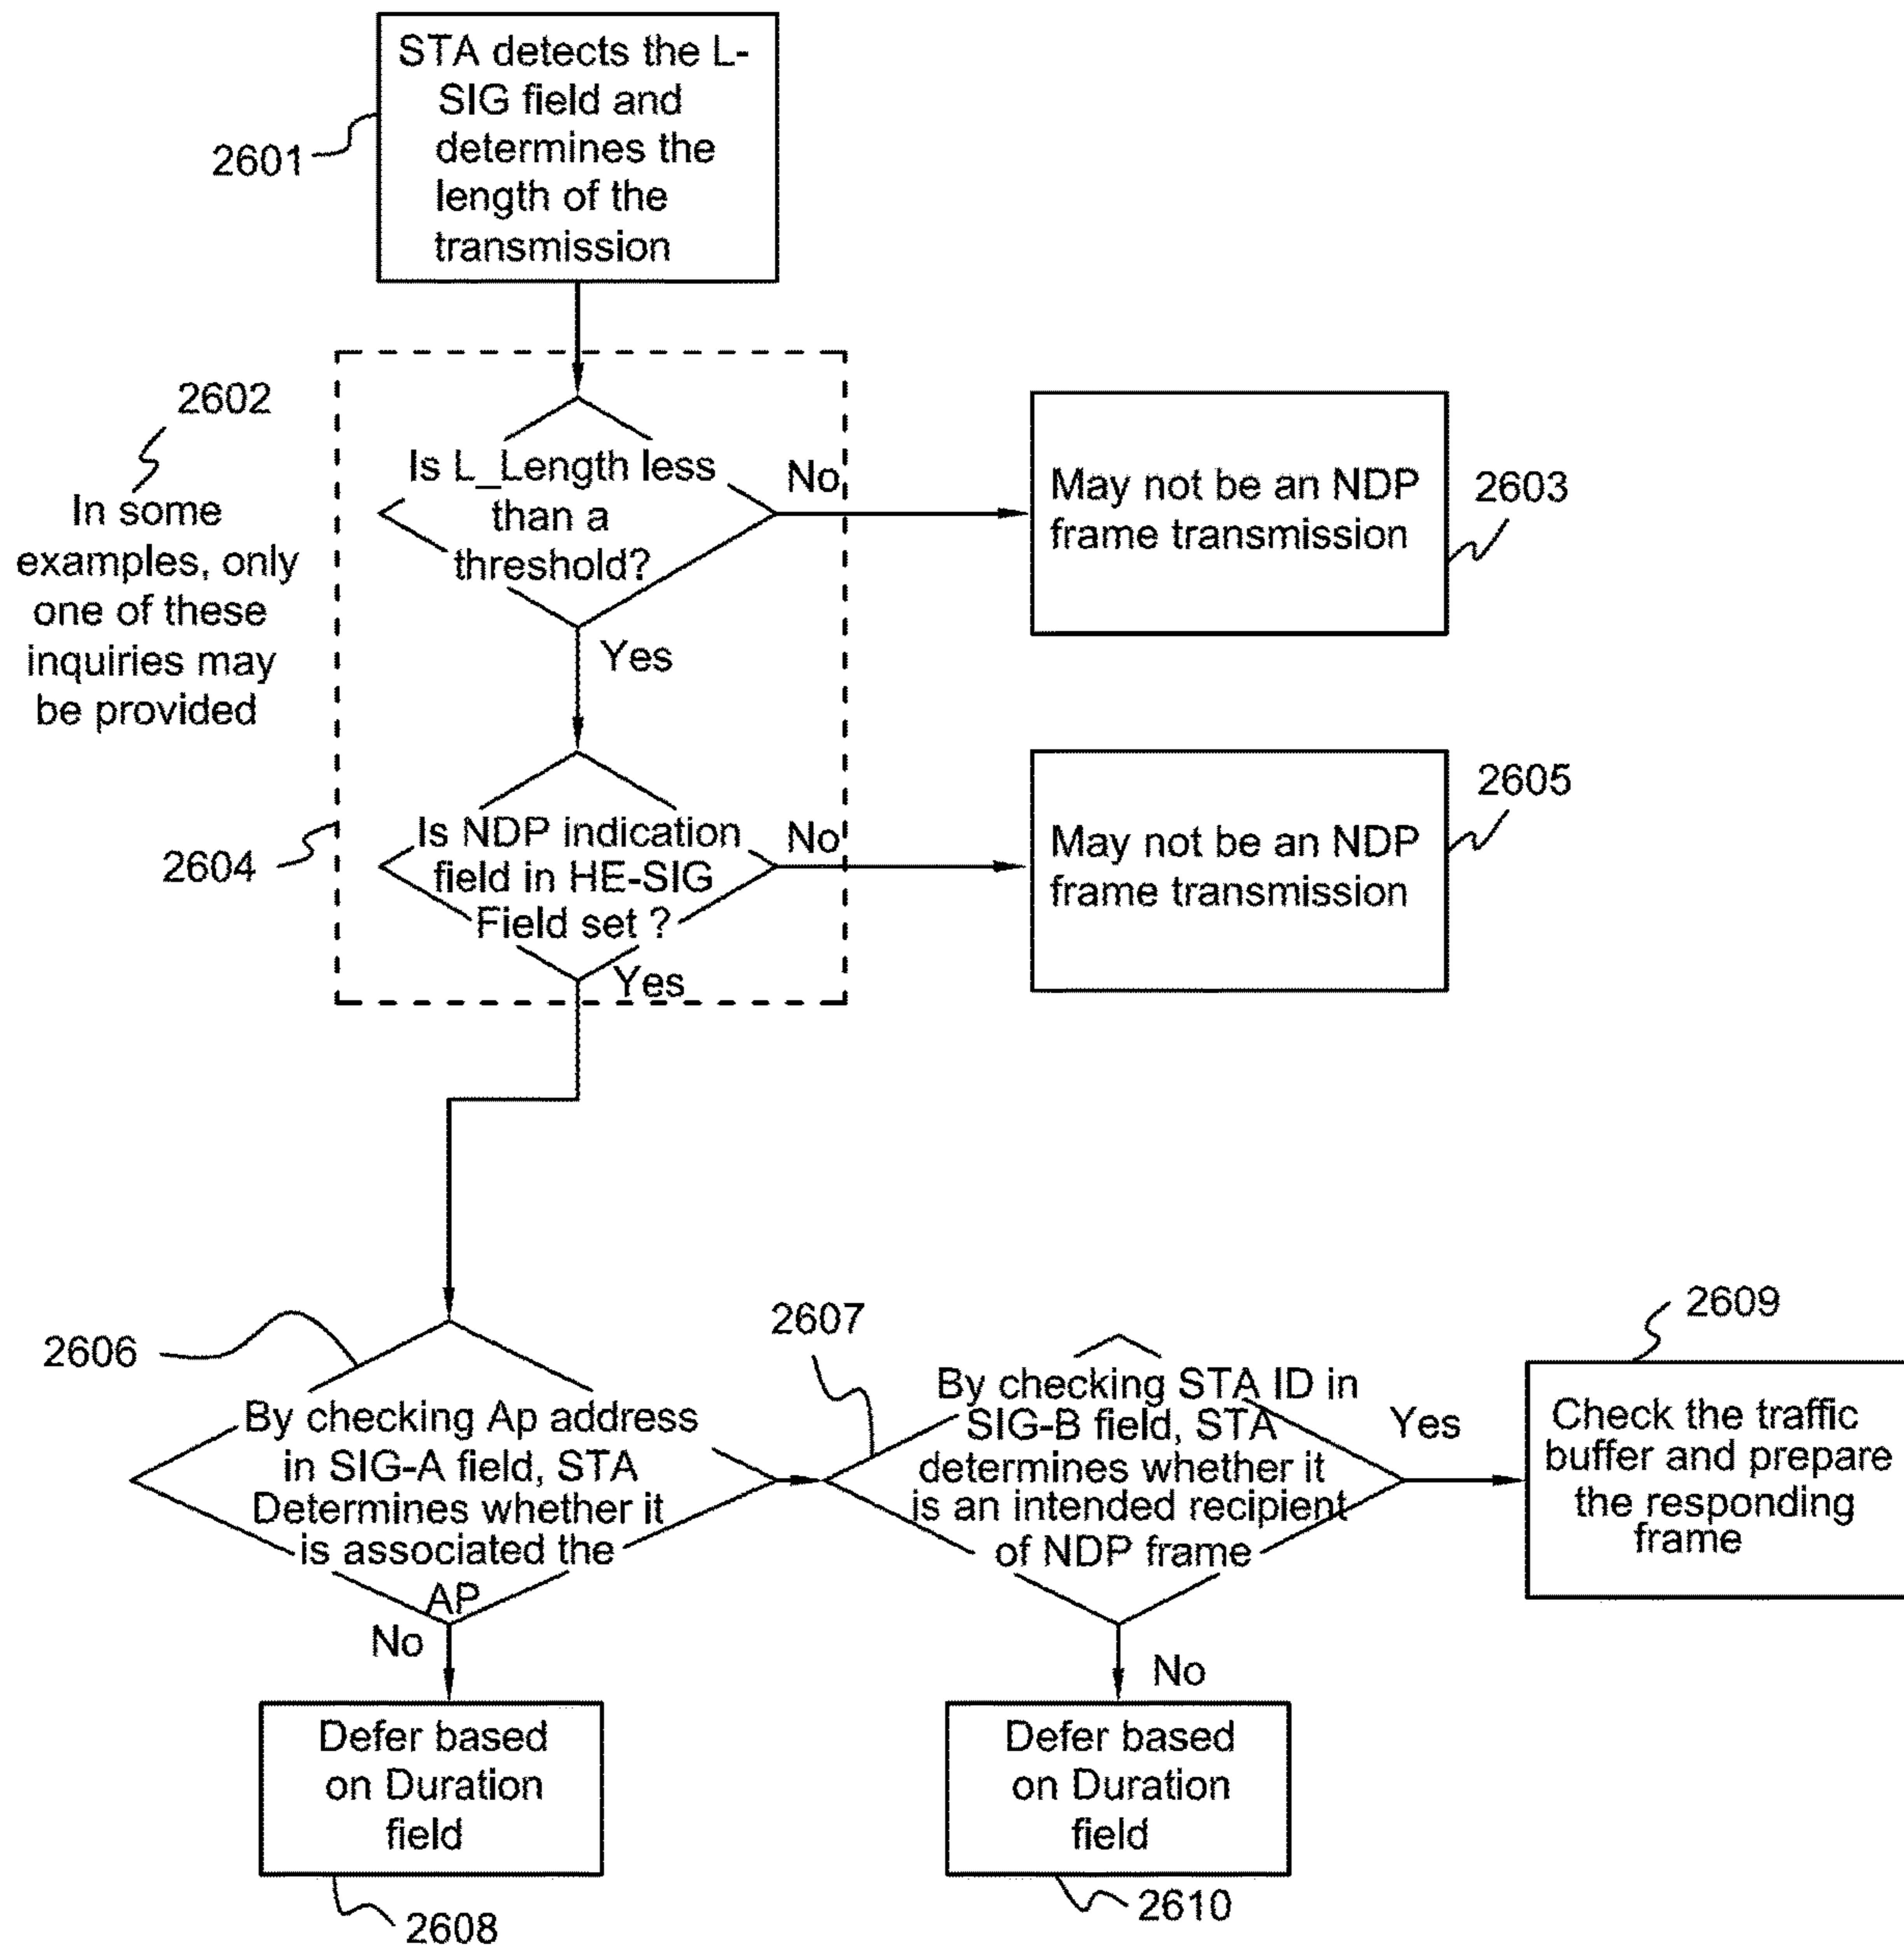 STA detects the L-
SIG field and
determines the
length of the
transmission
2601
2602
In some
examples, only
one of these
inquiries may
be provided
Is L_Length less
than a
threshold?
No
Yes
May not be an NDP
frame transmission
2603
Is NDP indication
field in HE-SIG
Field set ?
No
Yes
2604
May not be an NDP
frame transmission
2605
2606
By checking Ap address
in SIG-A field, STA
Determines whether it
is associated the
AP
No
2607
By checking STA ID in
SIG-B field, STA
determines whether it
is an intended recipient
of NDP frame
Yes
No
2609
Check the traffic
buffer and prepare
the responding
frame
Defer based
on Duration
field
2608
Defer based
on Duration
field
2610